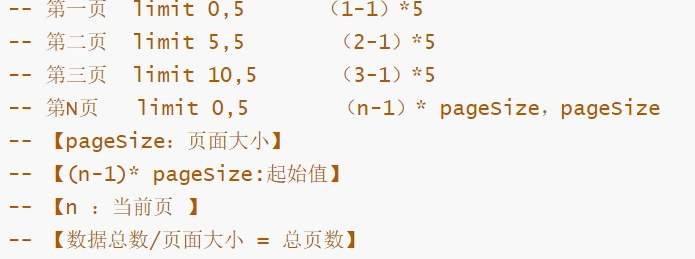 -- 第一页  limit 0,5      （1-1）*5
-- 第二页  limit 5,5      （2-1）*5
-- 第三页  limit 10,5      （3-1）*5
-- 第N页  limit 0,5      （n-1）* pageSize，pageSize
-- 【pageSize：页面大小】
-- 【(n-1)* pageSize:起始值】
-- 【n ：当前页 】
-- 【数据总数/页面大小 = 总页数】